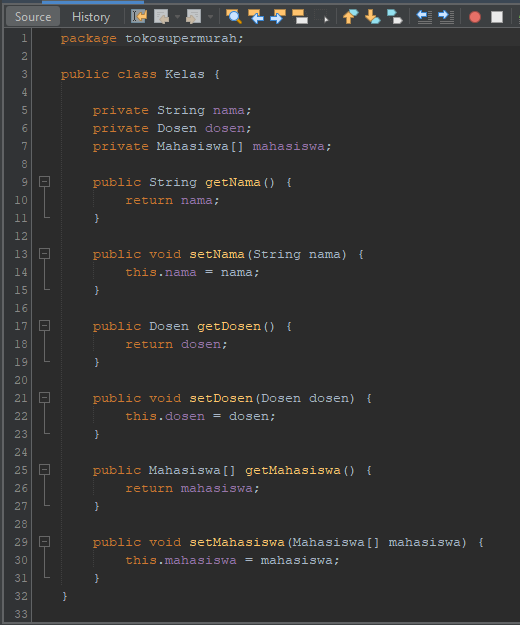 Source History
1 package tokosupermurah;
2
3 public class Kelas {
4
5     private String nama;
6     private Dosen dosen;
7     private Mahasiswa[] mahasiswa;
8
9     public String getNama() {
10         return nama;
11     }
12
13     public void setNama(String nama) {
14         this.nama = nama;
15     }
16
17     public Dosen getDosen() {
18         return dosen;
19     }
20
21     public void setDosen(Dosen dosen) {
22         this.dosen = dosen;
23     }
24
25     public Mahasiswa[] getMahasiswa() {
26         return mahasiswa;
27     }
28
29     public void setMahasiswa(Mahasiswa[] mahasiswa) {
30         this.mahasiswa = mahasiswa;
31     }
32 }
33